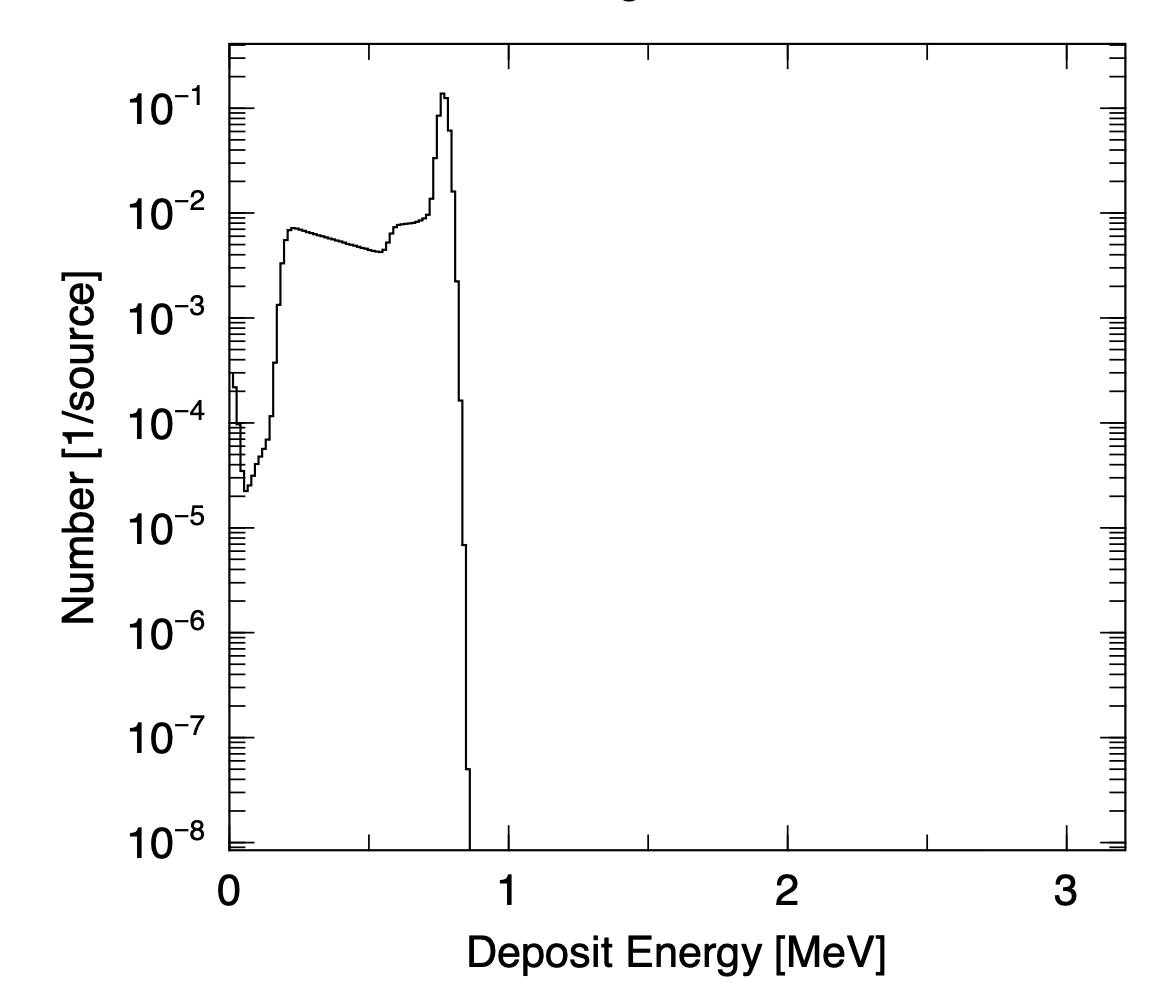 10⁻¹
10⁻²
10⁻³
10⁻⁴
10⁻⁵
10⁻⁶
10⁻⁷
10⁻⁸
Number [1/source]
0 1 2 3
Deposit Energy [MeV]